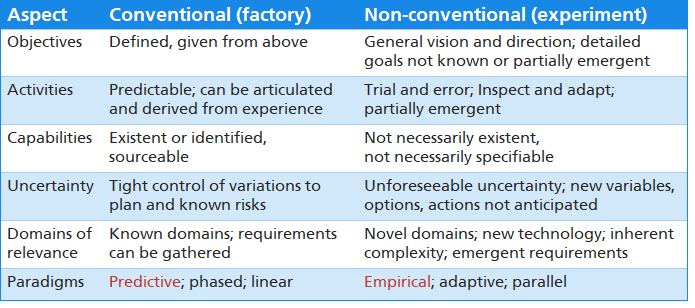 Aspect Conventional (factory) Non-conventional (experiment)
Objectives Defined, given from above General vision and direction; detailed
goals not known or partially emergent
Activities Predictable; can be articulated Trial and error; Inspect and adapt;
and derived from experience partially emergent
Capabilities Existent or identified, Not necessarily existent,
sourceable not necessarily specifiable
Uncertainty Tight control of variations to Unforeseeable uncertainty; new variables,
plan and known risks options, actions not anticipated
Domains of Known domains; requirements Novel domains; new technology; inherent
relevance can be gathered complexity; emergent requirements
Paradigms Predictive; phased; linear Empirical; adaptive; parallel